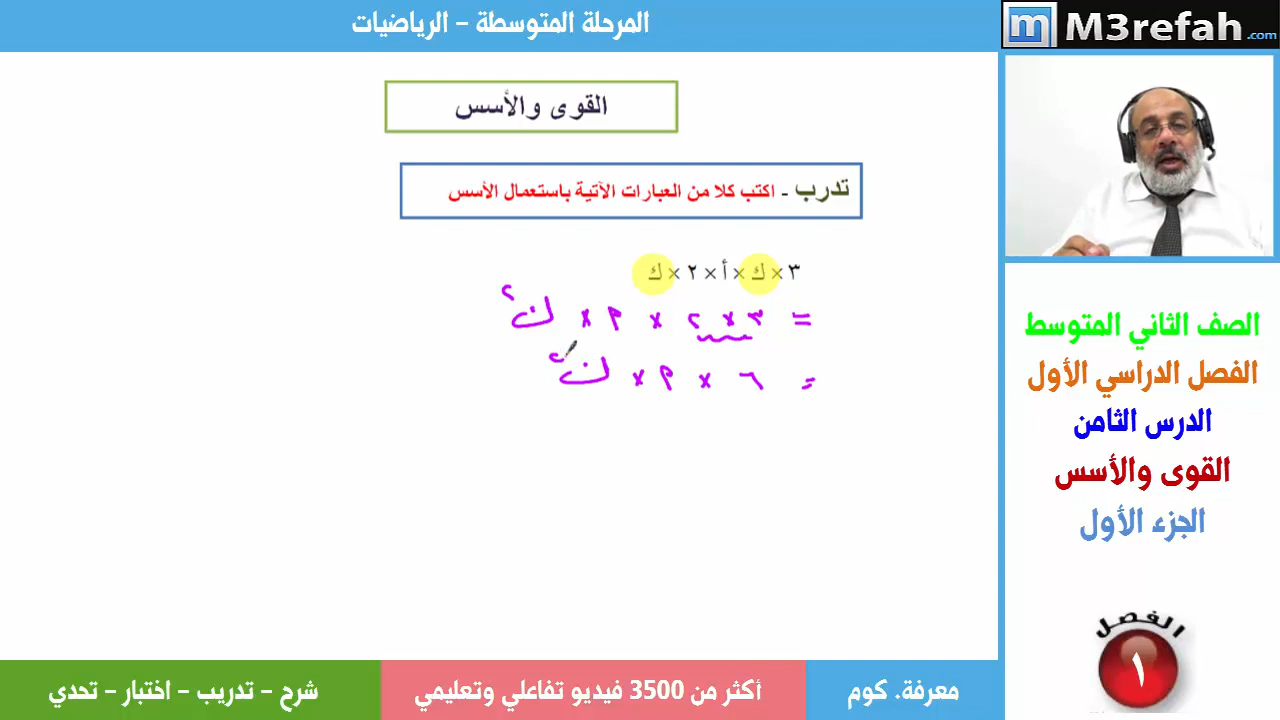 المرحلة المتوسطة - الرياضيات
m M3refah.com
القوى والأسس
تدرب - اكتب كلا من العبارات الآتية باستعمال الأسس
٣ × ك × أ × ٢ × ك
= ٣ × ٢ × أ × ك٢
= ٦ × أ × ك٢
الصف الثاني المتوسط
الفصل الدراسي الأول
الدرس الثامن
القوى والأسس
الجزء الأول
الفصل
١
معرفة. كوم
أكثر من 3500 فيديو تفاعلي وتعليمي
شرح - تدريب - اختبار - تحدي